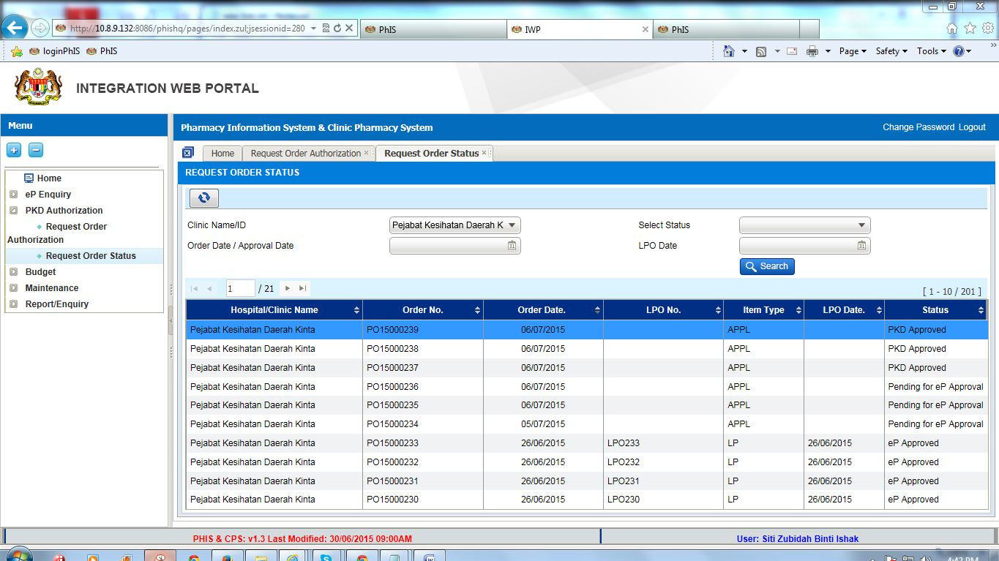 http://10.8.9.132:8086/phishq/pages/index.zul;jsessionid=280
PhIS
IWP
PhIS
loginPhIS PhIS
Page Safety Tools
INTEGRATION WEB PORTAL
Menu
Pharmacy Information System & Clinic Pharmacy System
Change Password Logout
Home
Request Order Authorization
Request Order Status
REQUEST ORDER STATUS
Home
eP Enquiry
PKD Authorization
Request Order
Authorization
Request Order Status
Budget
Maintenance
Report/Enquiry
Clinic Name/ID Pejabat Kesihatan Daerah K Select Status
Order Date / Approval Date 31 LPO Date 31
Search
1 / 21 [ 1 - 10 / 201 ]
Hospital/Clinic Name Order No. Order Date. LPO No. Item Type LPO Date. Status
Pejabat Kesihatan Daerah Kinta PO15000239 06/07/2015 APPL PKD Approved
Pejabat Kesihatan Daerah Kinta PO15000238 06/07/2015 APPL PKD Approved
Pejabat Kesihatan Daerah Kinta PO15000237 06/07/2015 APPL PKD Approved
Pejabat Kesihatan Daerah Kinta PO15000236 06/07/2015 APPL Pending for eP Approval
Pejabat Kesihatan Daerah Kinta PO15000235 06/07/2015 APPL Pending for eP Approval
Pejabat Kesihatan Daerah Kinta PO15000234 05/07/2015 APPL Pending for eP Approval
Pejabat Kesihatan Daerah Kinta PO15000233 26/06/2015 LPO233 LP 26/06/2015 eP Approved
Pejabat Kesihatan Daerah Kinta PO15000232 26/06/2015 LPO232 LP 26/06/2015 eP Approved
Pejabat Kesihatan Daerah Kinta PO15000231 26/06/2015 LPO231 LP 26/06/2015 eP Approved
Pejabat Kesihatan Daerah Kinta PO15000230 26/06/2015 LPO230 LP 26/06/2015 eP Approved
PHIS & CPS: v1.3 Last Modified: 30/06/2015 09:00AM
User: Siti Zubidah Binti Ishak
4:42 PM